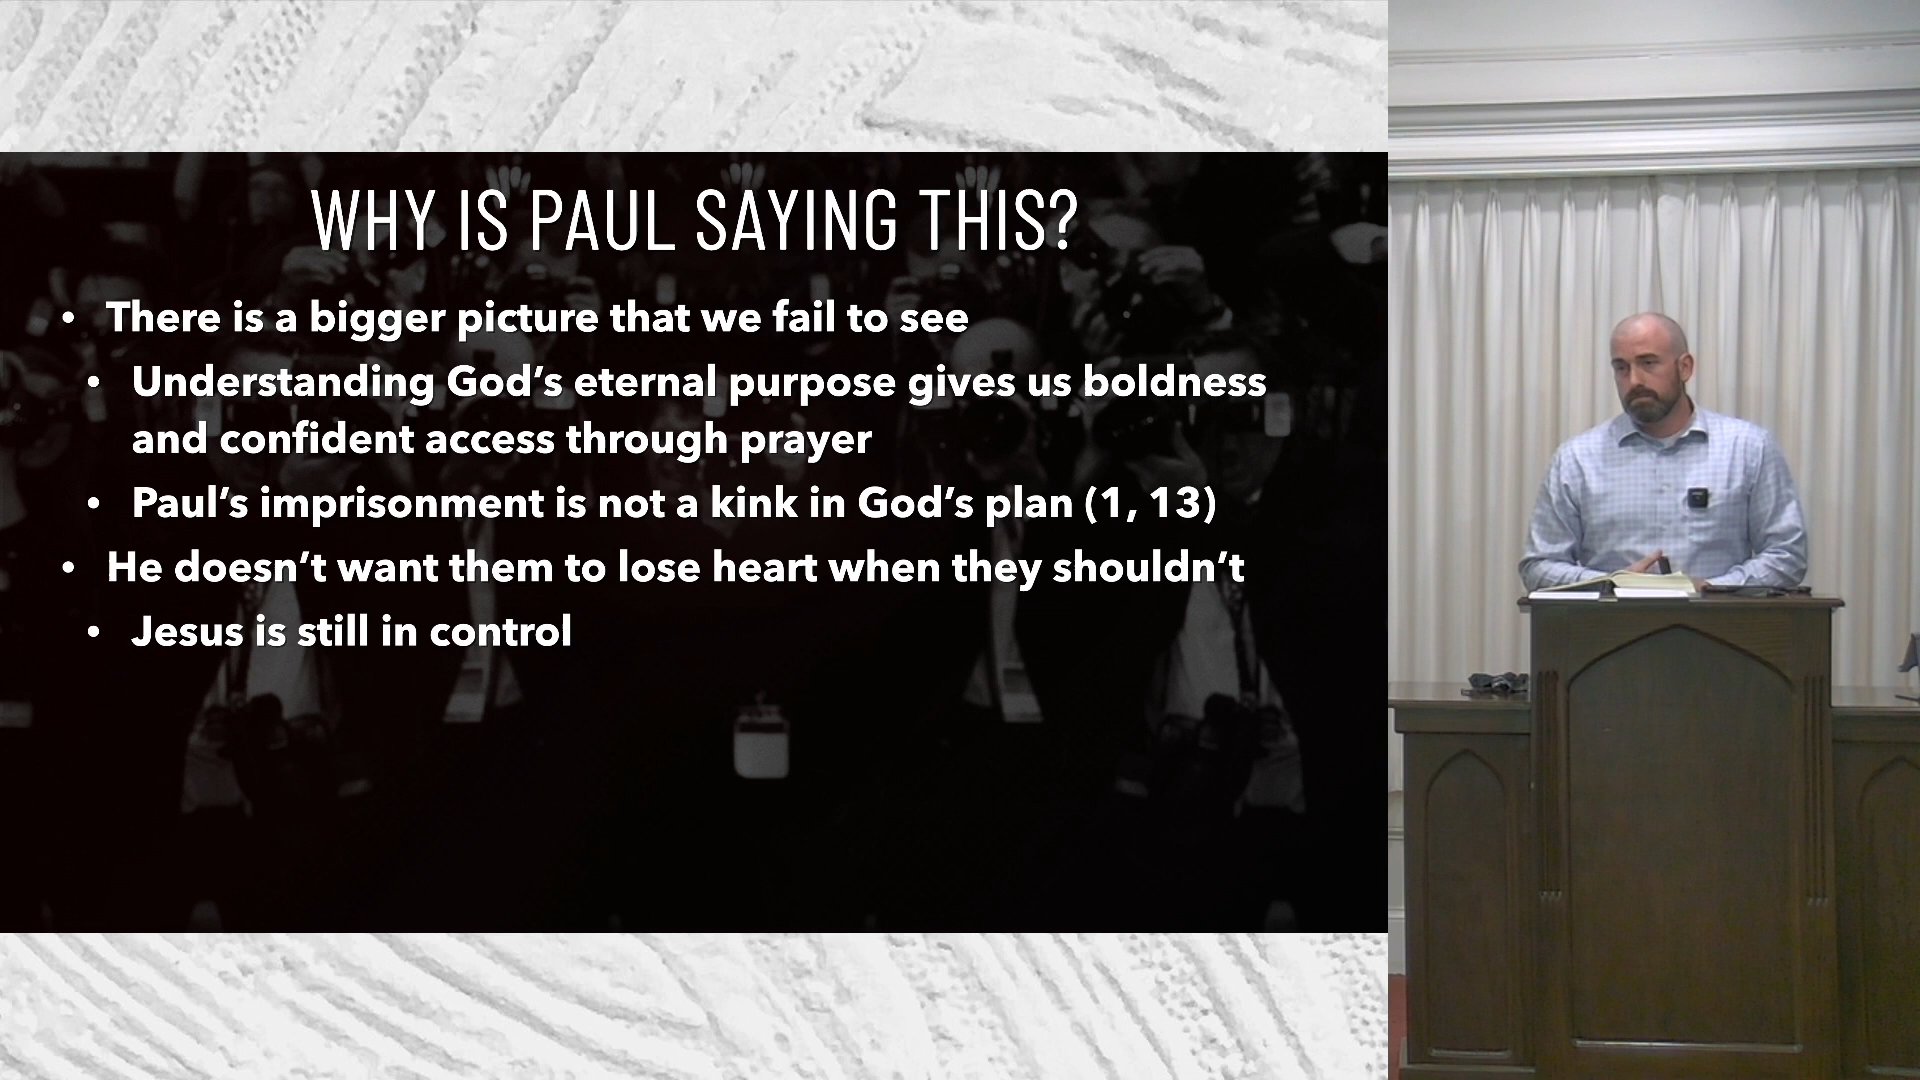 WHY IS PAUL SAYING THIS?
• There is a bigger picture that we fail to see
• Understanding God’s eternal purpose gives us boldness
and confident access through prayer
• Paul’s imprisonment is not a kink in God’s plan (1, 13)
• He doesn’t want them to lose heart when they shouldn’t
• Jesus is still in control